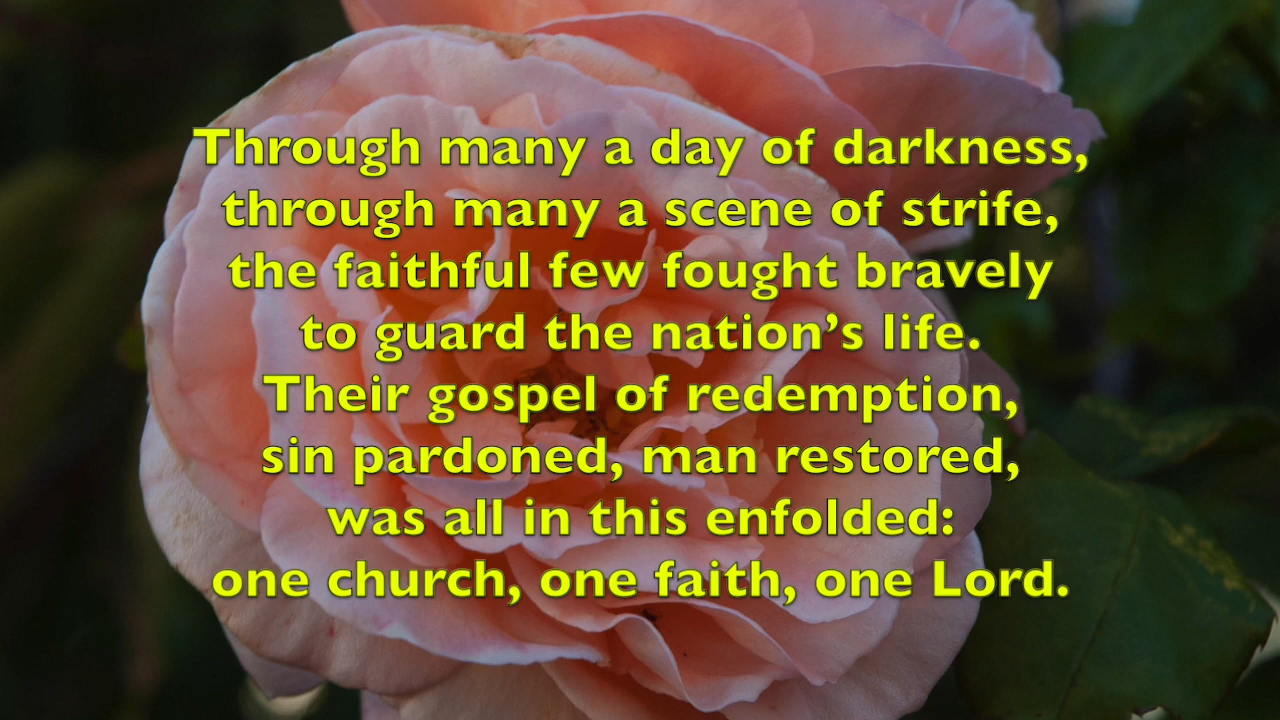 Through many a day of darkness,
through many a scene of strife,
the faithful few fought bravely
to guard the nation’s life.
Their gospel of redemption,
sin pardoned, man restored,
was all in this enfolded:
one church, one faith, one Lord.